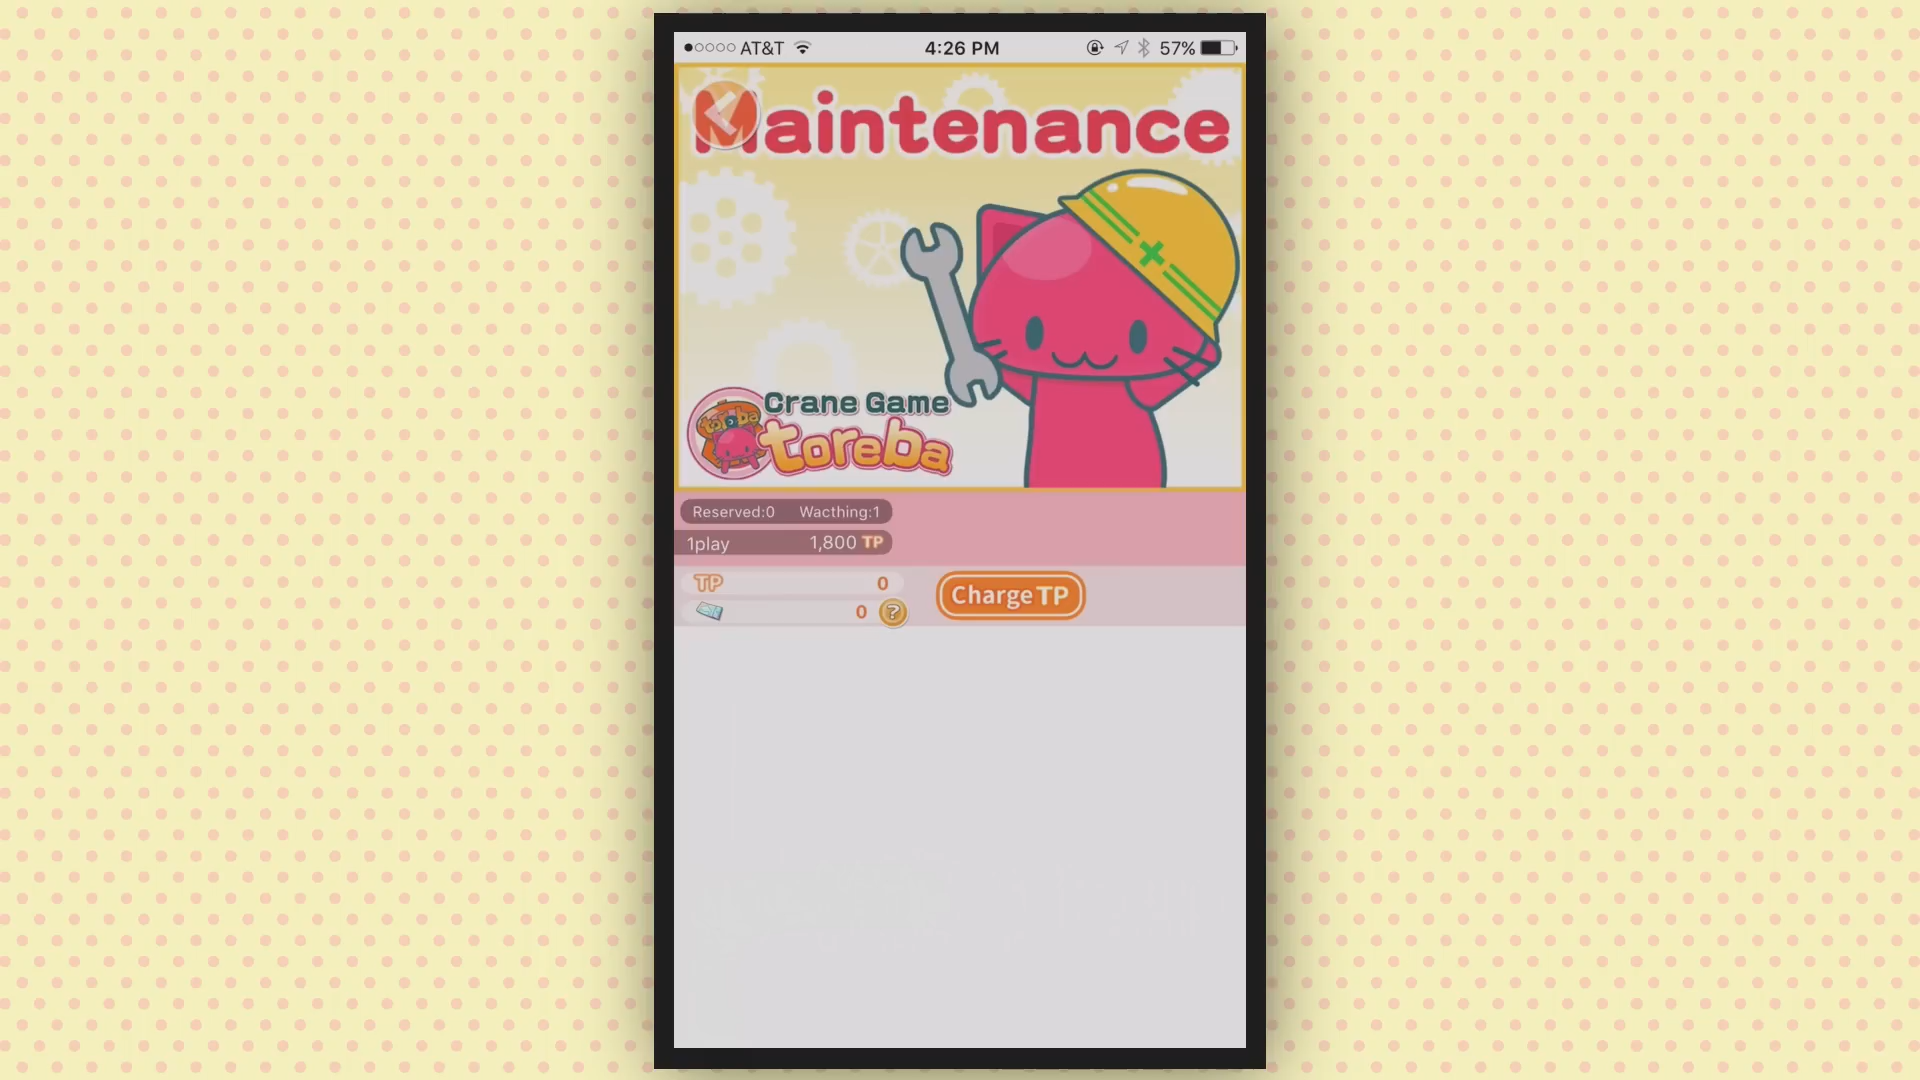 AT&T 4:26 PM 57%
Maintenance
Crane Game
toreba
toreba
Reserved:0 Wacthing:1
1play 1,800 TP
TP 0
0 ?
Charge TP